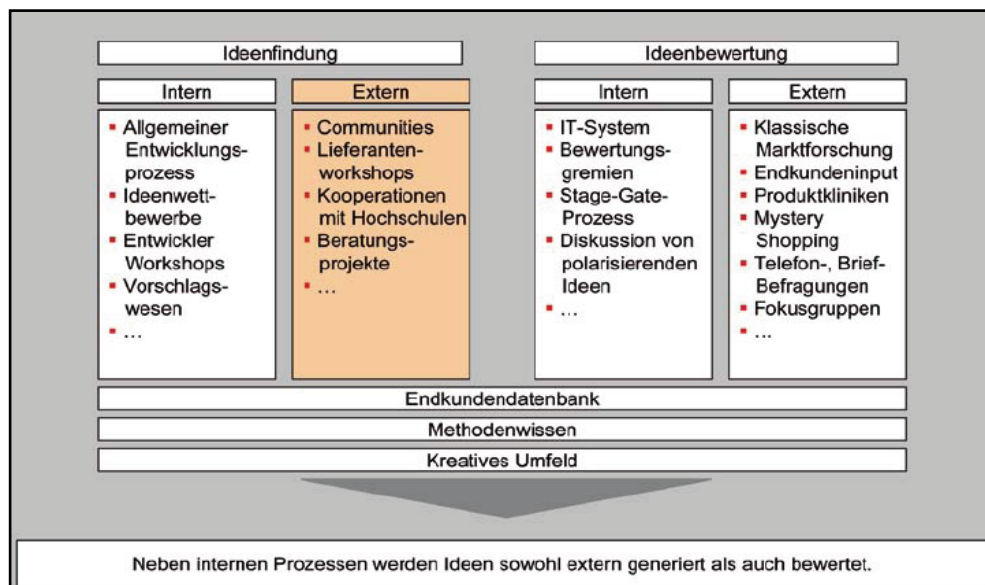 Ideenfindung
Intern
▪ Allgemeiner
Entwicklungs-
prozess
▪ Ideenwett-
bewerbe
▪ Entwickler
Workshops
▪ Vorschlags-
wesen
▪ …
Extern
▪ Communities
▪ Lieferanten-
workshops
▪ Kooperationen
mit Hochschulen
▪ Beratungs-
projekte
▪ …
Ideenbewertung
Intern
▪ IT-System
▪ Bewertungs-
gremien
▪ Stage-Gate-
Prozess
▪ Diskussion von
polarisierenden
Ideen
▪ …
Extern
▪ Klassische
Marktforschung
▪ Endkundeninput
▪ Produktkliniken
▪ Mystery
Shopping
▪ Telefon-, Brief-
Befragungen
▪ Fokusgruppen
▪ …
Endkundendatenbank
Methodenwissen
Kreatives Umfeld
Neben internen Prozessen werden Ideen sowohl extern generiert als auch bewertet.